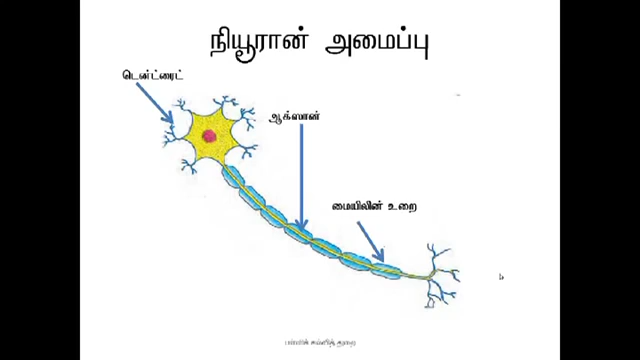 நியூரான் அமைப்பு
டென்ட்ரைட்
ஆக்ஸான்
மையிலின் உறை